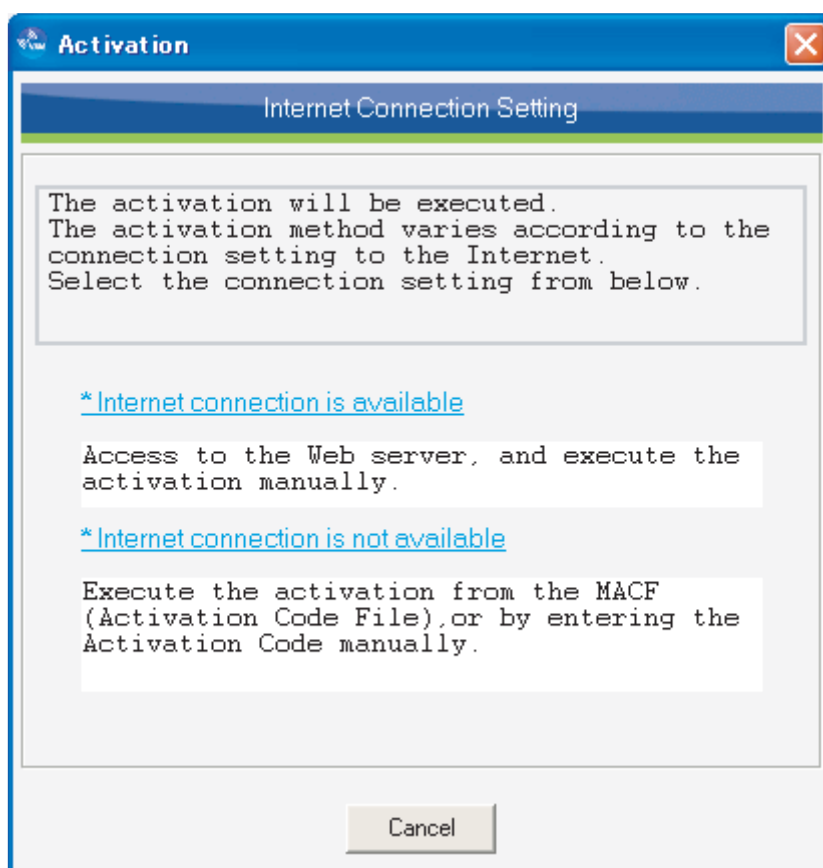 Activation
Internet Connection Setting
The activation will be executed.
The activation method varies according to the
connection setting to the Internet.
Select the connection setting from below.
* Internet connection is available
Access to the Web server, and execute the
activation manually.
* Internet connection is not available
Execute the activation from the MACF
(Activation Code File),or by entering the
Activation Code manually.
Cancel